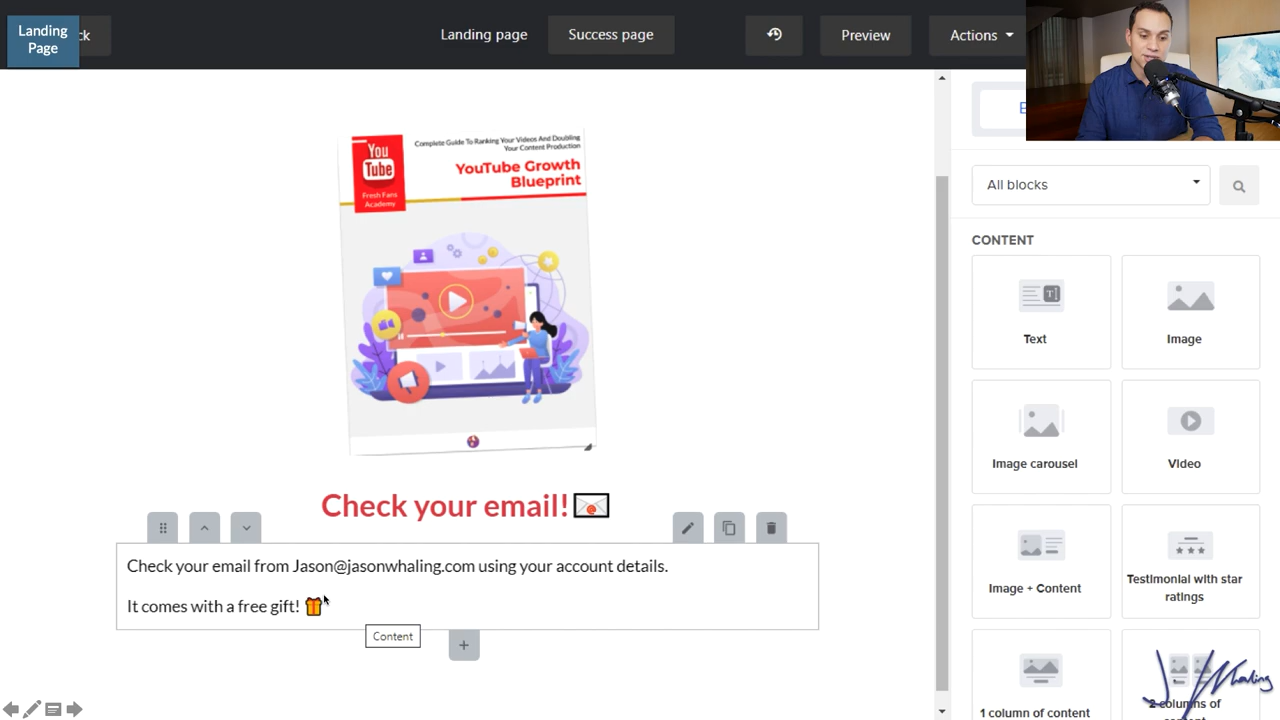 Landing
Page
ck
Landing page
Success page
Preview
Actions
You
Tube
Fresh Fans
Academy
Complete Guide To Ranking Your Videos And Doubling
Your Content Production
YouTube Growth
Blueprint
Check your email!
Check your email from Jason@jasonwhaling.com using your account details.
It comes with a free gift!
Content
All blocks
CONTENT
Text
Image
Image carousel
Video
Image + Content
Testimonial with star
ratings
1 column of content
2 columns of
J Whaling